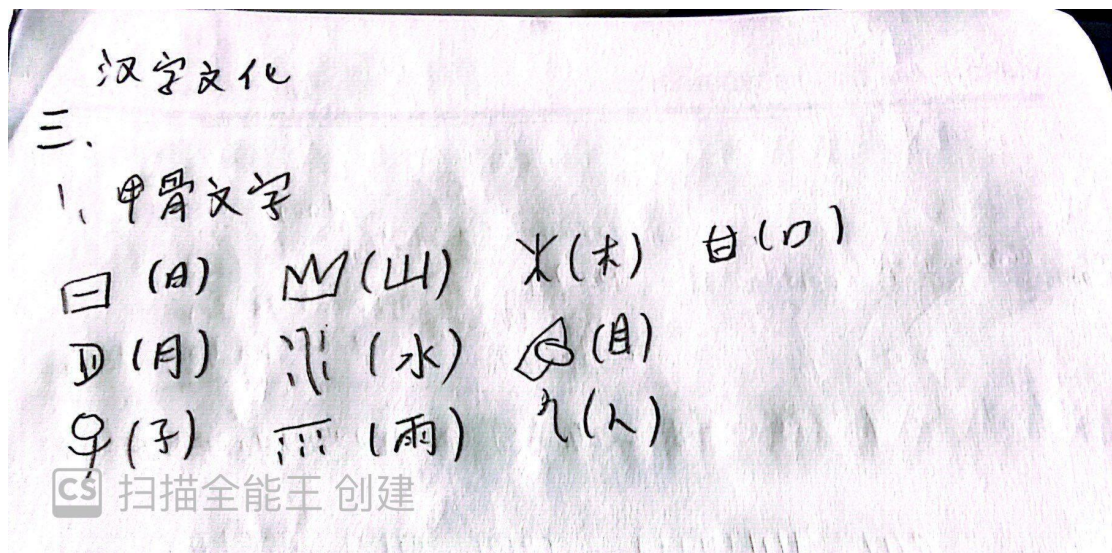 汉字文化
三、
1、甲骨文字
(日) (山) (木) 甘(口)
(月) (水) (目)
(子) (雨) (人)
CS 扫描全能王 创建